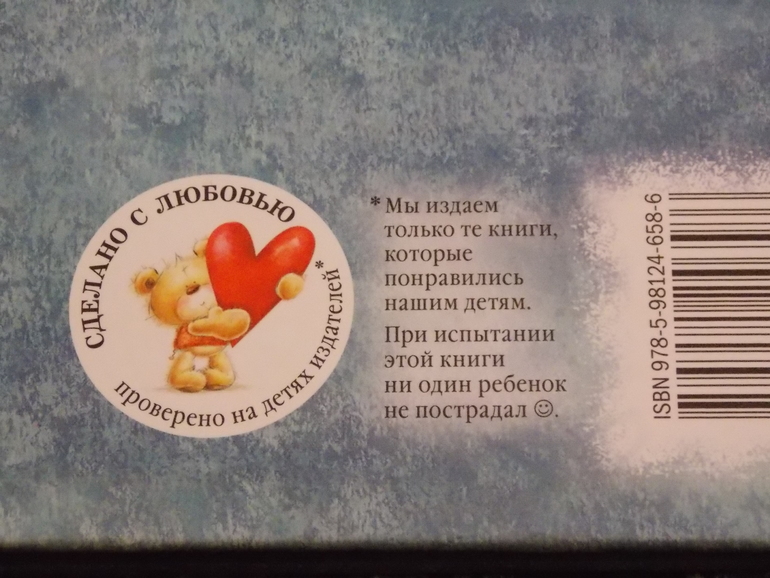 СДЕЛАНО С ЛЮБОВЬЮ
проверено на детях издателей*
*Мы издаем
только те книги,
которые
понравились
нашим детям.
При испытании
этой книги
ни один ребенок
не пострадал ☺.
ISBN 978-5-98124-658-6